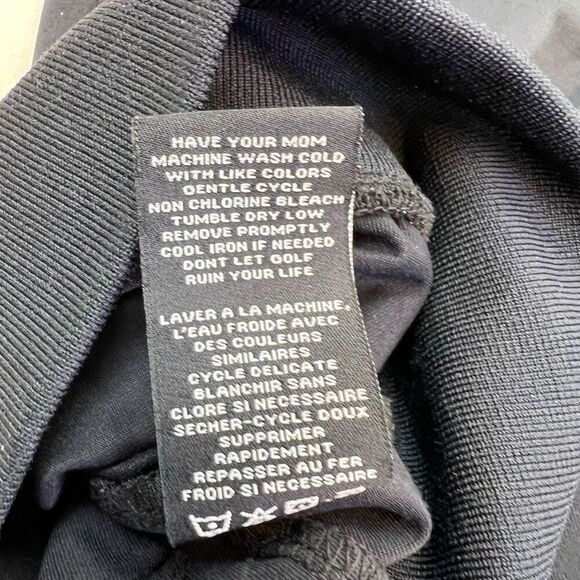 HAVE YOUR MOM
MACHINE WASH COLD
WITH LIKE COLORS
GENTLE CYCLE
NON CHLORINE BLEACH
TUMBLE DRY LOW
REMOVE PROMPTLY
COOL IRON IF NEEDED
DONT LET GOLF
RUIN YOUR LIFE
LAVER A LA MACHINE,
L'EAU FROIDE AVEC
DES COULEURS
SIMILAIRES
CYCLE DELICATE
BLANCHIR SANS
CLORE SI NECESSAIRE
SECHER-CYCLE DOUX
SUPPRIMER
RAPIDEMENT
REPASSER AU FER
FROID SI NECESSAIRE